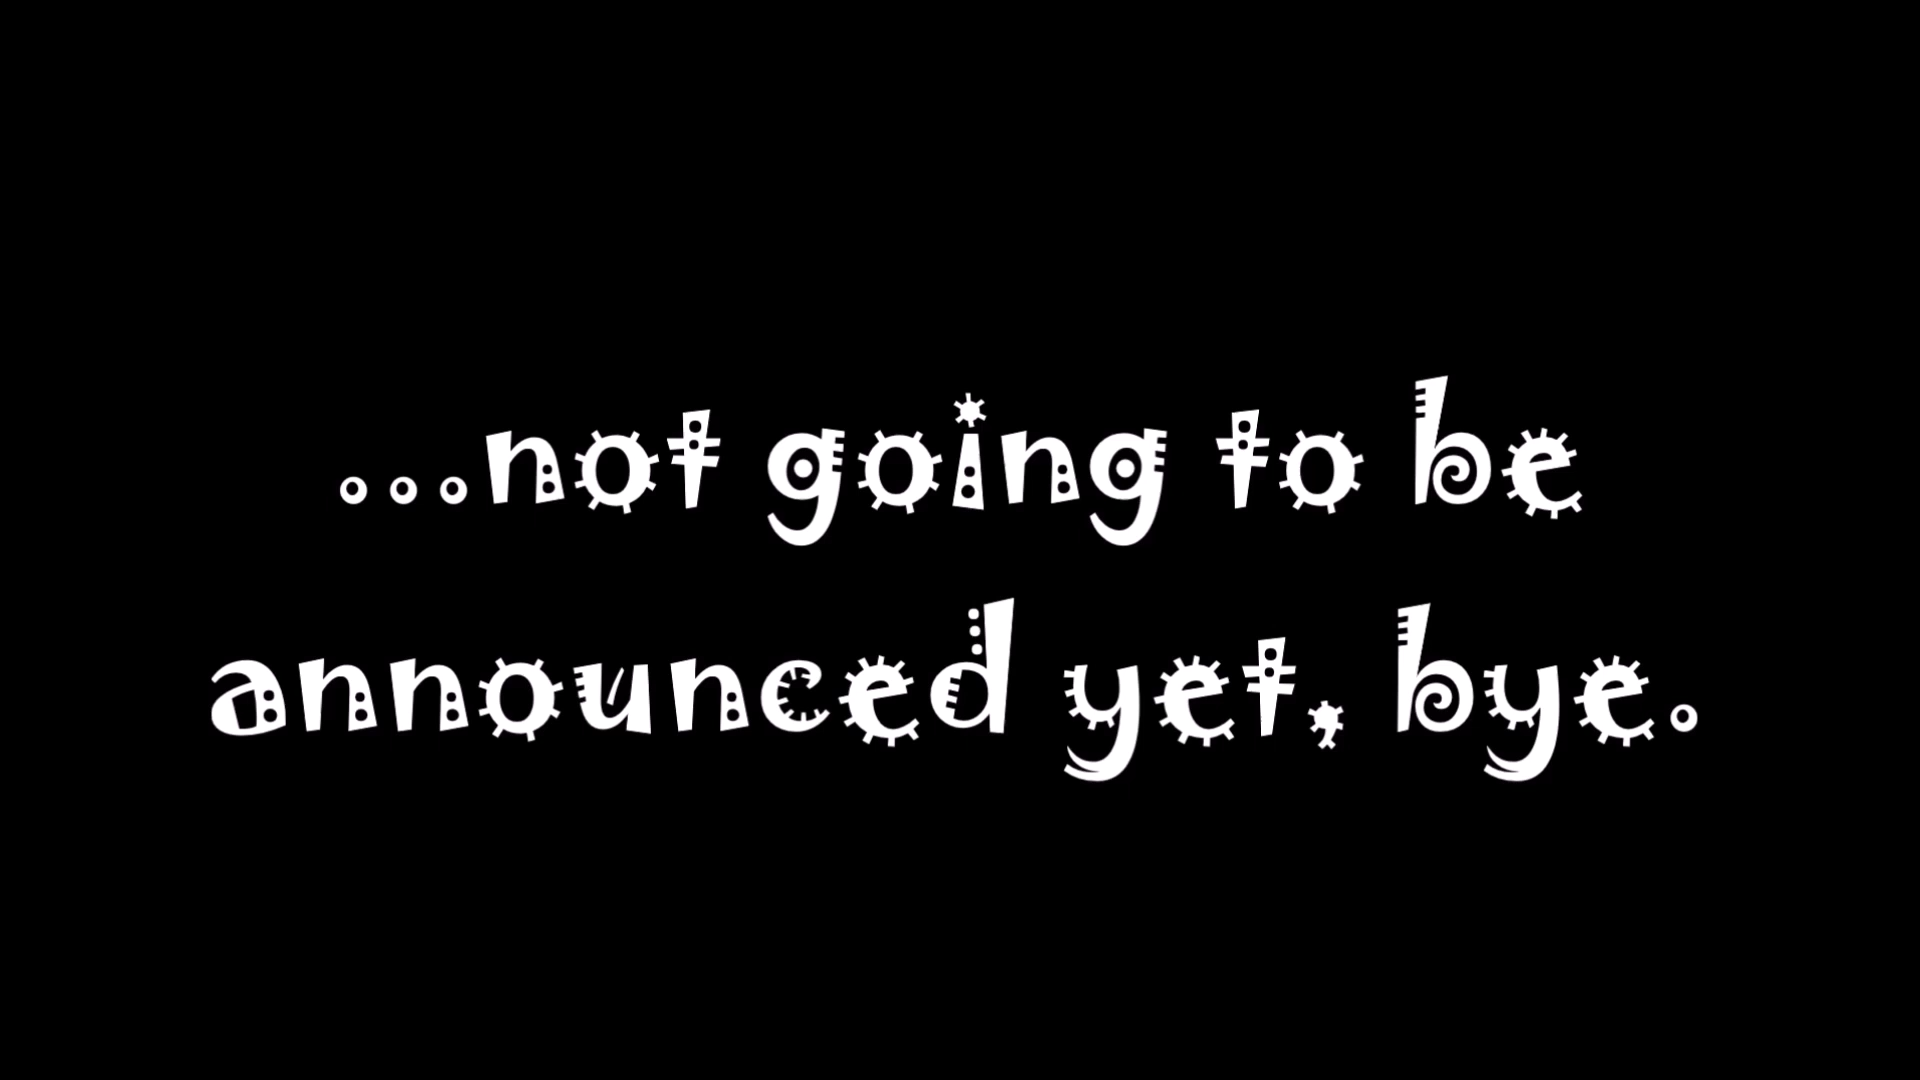 ...not going to be
announced yet, bye.